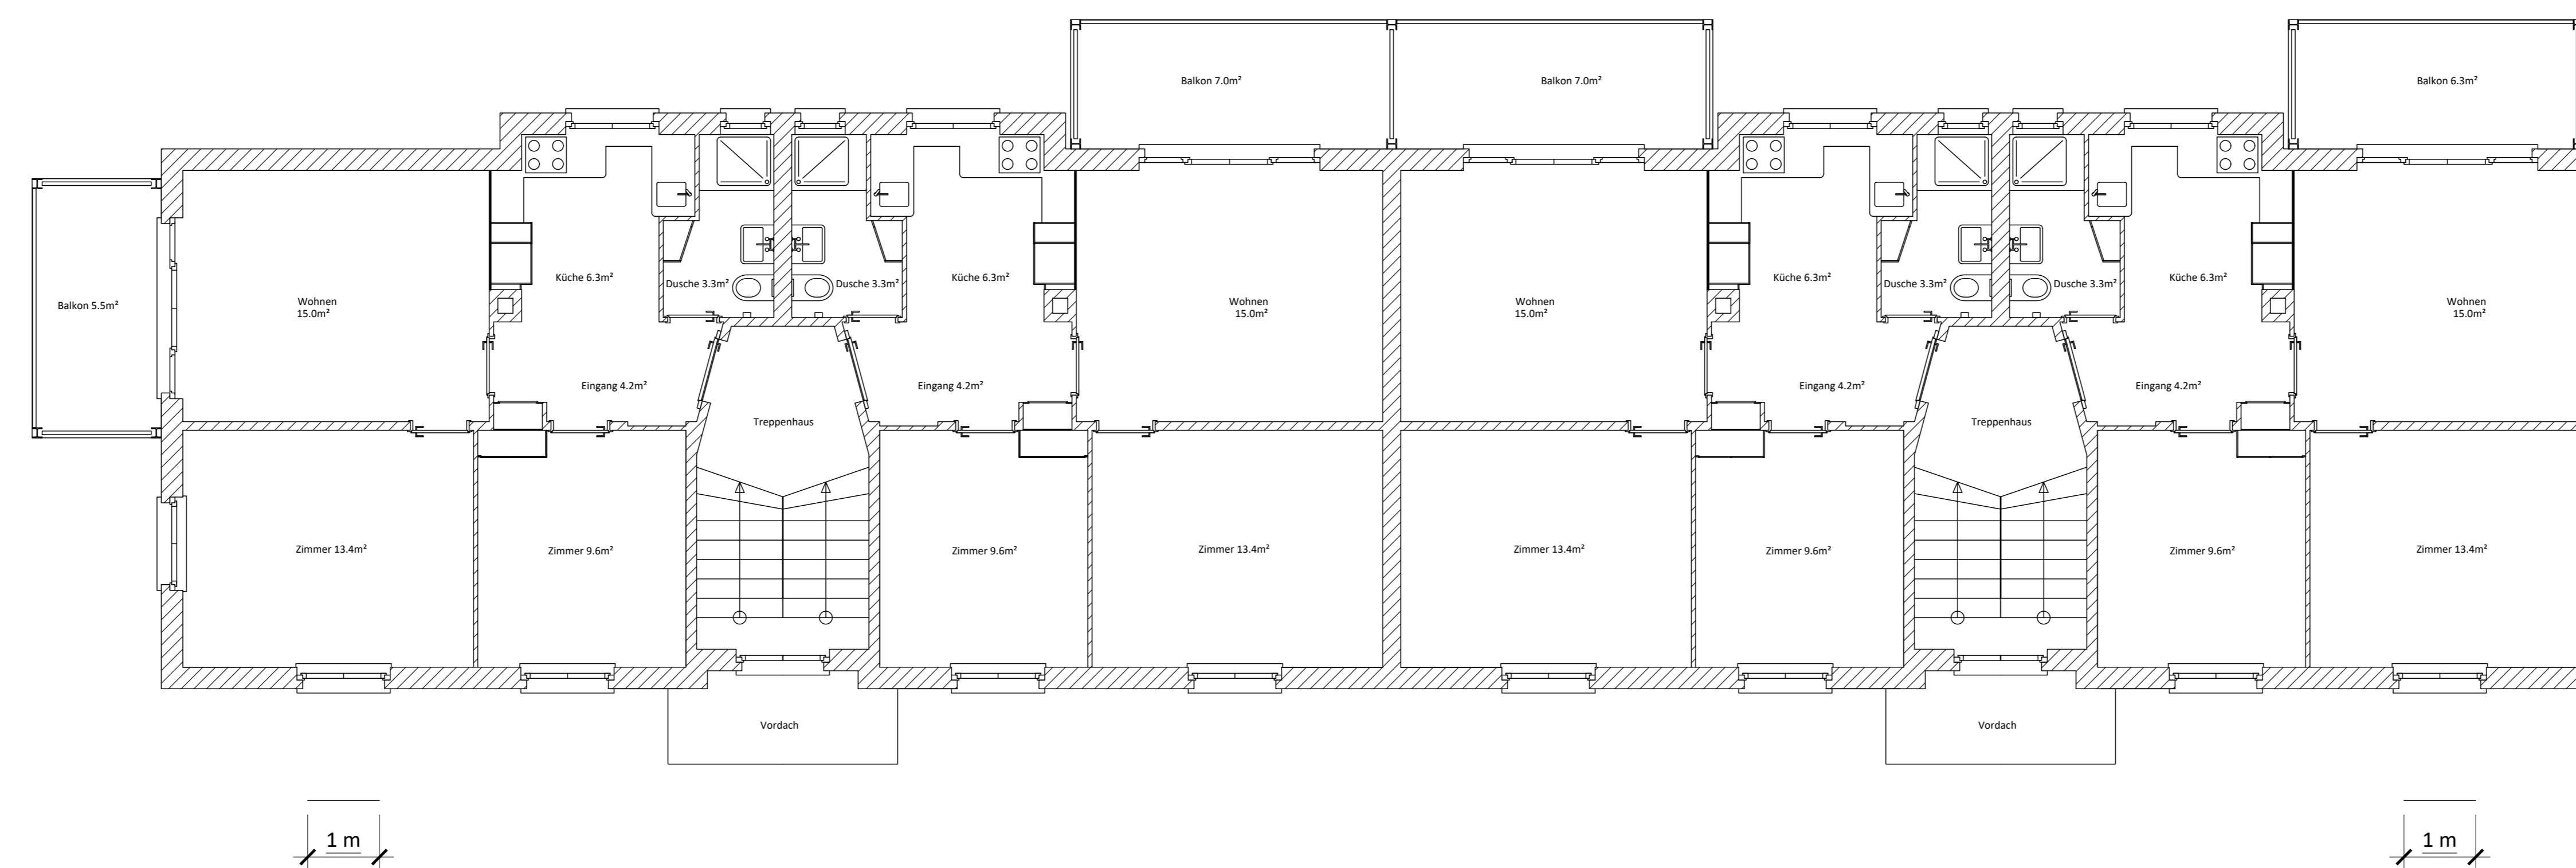 Balkon 7.0m²
Balkon 7.0m²
Balkon 6.3m²
Balkon 5.5m²
Wohnen
15.0m²
Küche 6.3m²
Dusche 3.3m²
Dusche 3.3m²
Küche 6.3m²
Wohnen
15.0m²
Wohnen
15.0m²
Küche 6.3m²
Dusche 3.3m²
Dusche 3.3m²
Küche 6.3m²
Wohnen
15.0m²
Eingang 4.2m²
Eingang 4.2m²
Eingang 4.2m²
Eingang 4.2m²
Treppenhaus
Treppenhaus
Zimmer 13.4m²
Zimmer 9.6m²
Zimmer 9.6m²
Zimmer 13.4m²
Zimmer 13.4m²
Zimmer 9.6m²
Zimmer 9.6m²
Zimmer 13.4m²
Vordach
Vordach
1 m
1 m